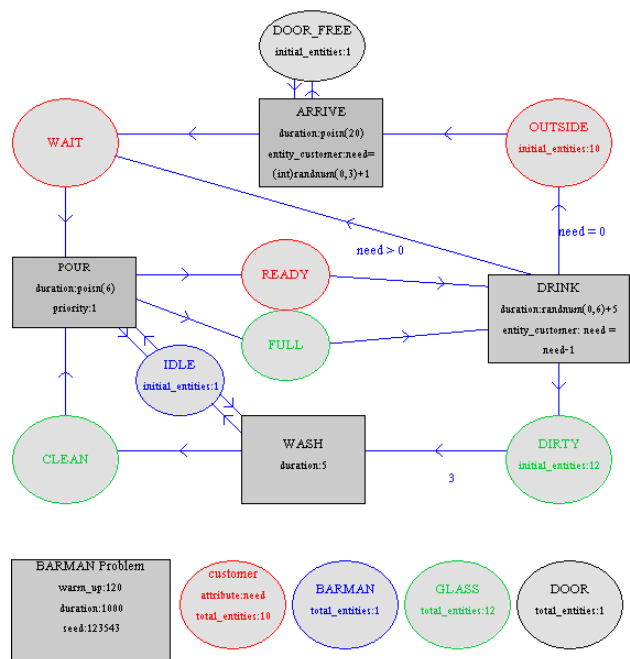 DOOR_FREE
initial_entities:1
ARRIVE
duration:poisn(20)
entity_customer:need=
(int)randnum(0,3)+1
WAIT
OUTSIDE
initial_entities:10
need > 0
need = 0
POUR
duration:poisn(6)
priority:1
READY
FULL
DRINK
duration:randnum(0,6)+5
entity_customer: need =
need-1
IDLE
initial_entities:1
CLEAN
WASH
duration:5
3
DIRTY
initial_entities:12
BARMAN Problem
warm_up:120
duration:1000
seed:123543
customer
attribute:need
total_entities:10
BARMAN
total_entities:1
GLASS
total_entities:12
DOOR
total_entities:1